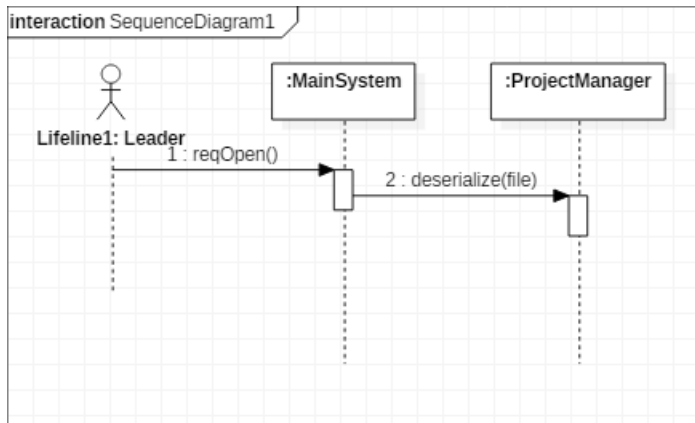 interaction SequenceDiagram1
:MainSystem
:ProjectManager
Lifeline1: Leader
1 : reqOpen()
2 : deserialize(file)